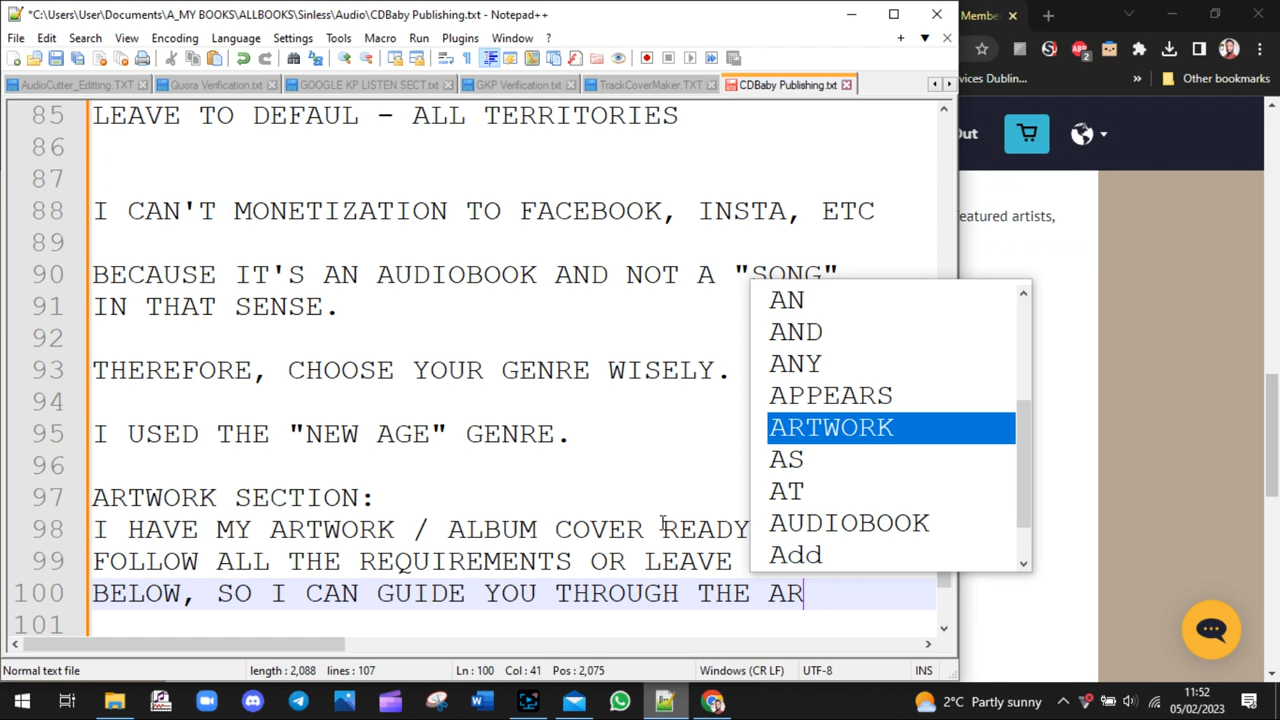 *C:\Users\User\Documents\A_MY BOOKS\ALLBOOKS\Sinless\Audio\CDBaby Publishing.txt - Notepad++
Membe
File Edit Search View Encoding Language Settings Tools Macro Run Plugins Window ?
AudioCutter_Editting.TXT
Quora Verification.txt
GOOGLE KP LISTEN SECT.txt
GKP Verification.txt
TrackCoverMaker.TXT
CDBaby Publishing.txt
vices Dublin...
Other bookmarks
85 LEAVE TO DEFAUL - ALL TERRITORIES
86
87
88 I CAN'T MONETIZATION TO FACEBOOK, INSTA, ETC
89
90 BECAUSE IT'S AN AUDIOBOOK AND NOT A "SONG"
91 IN THAT SENSE.
92
93 THEREFORE, CHOOSE YOUR GENRE WISELY.
94
95 I USED THE "NEW AGE" GENRE.
96
97 ARTWORK SECTION:
98 I HAVE MY ARTWORK / ALBUM COVER READY
99 FOLLOW ALL THE REQUIREMENTS OR LEAVE
100 BELOW, SO I CAN GUIDE YOU THROUGH THE AR
101
AN
AND
ANY
APPEARS
ARTWORK
AS
AT
AUDIOBOOK
Add
Out
eatured artists,
Normal text file
length : 2,088 lines : 107
Ln : 100 Col : 41 Pos : 2,075
Windows (CR LF)
UTF-8
INS
2°C Partly sunny
11:52
05/02/2023